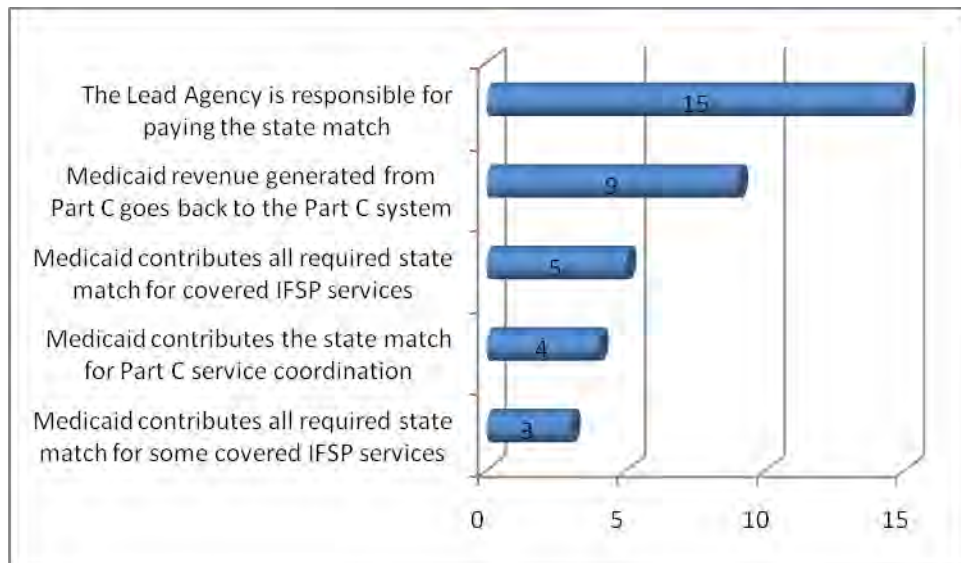 The Lead Agency is responsible for
paying the state match
15
Medicaid revenue generated from
Part C goes back to the Part C system
9
Medicaid contributes all required state
match for covered IFSP services
5
Medicaid contributes the state match
for Part C service coordination
4
Medicaid contributes all required state
match for some covered IFSP services
3
0 5 10 15